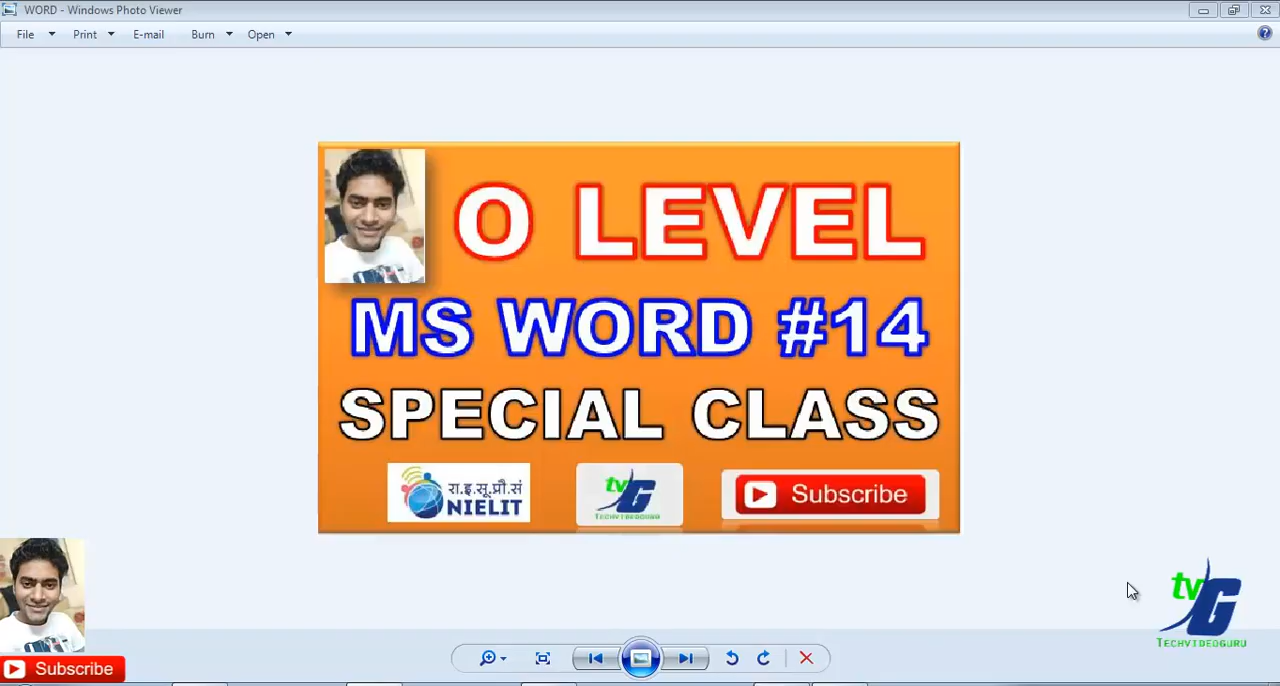 WORD - Windows Photo Viewer
File Print E-mail Burn Open
O LEVEL
MS WORD #14
SPECIAL CLASS
रा.इ.सू.प्रौ.सं
NIELIT
tvG
TECHVIDEOGURU
Subscribe
tvG
TECHVIDEOGURU
Subscribe